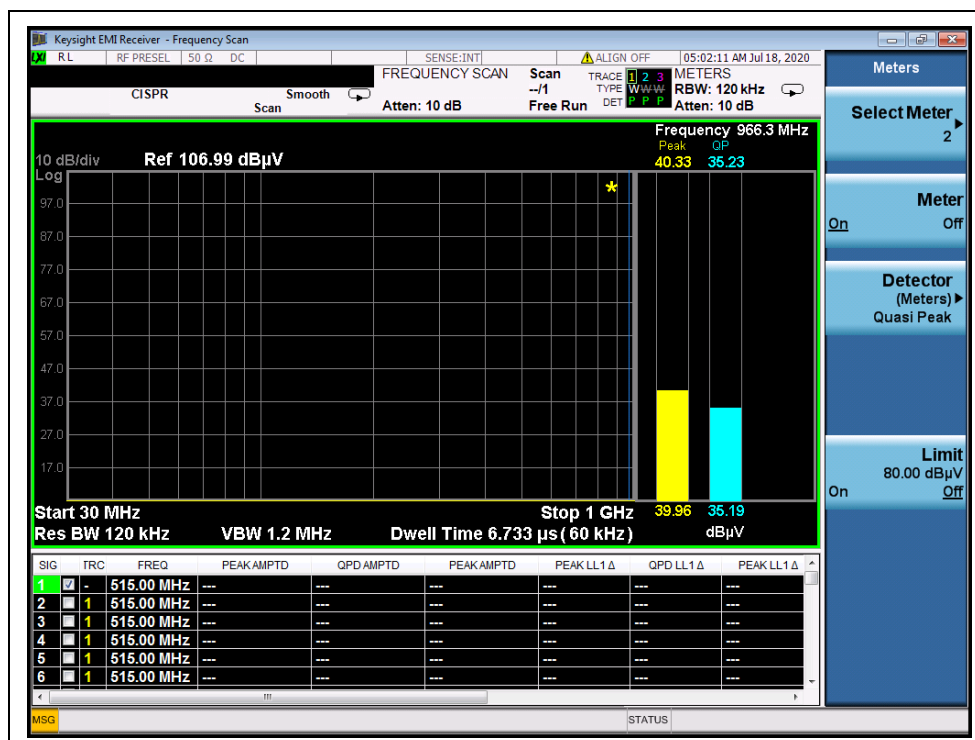 Keysight EMI Receiver - Frequency Scan
LXI RL RF PRESEL 50 Ω DC SENSE:INT ALIGN OFF 05:02:11 AM Jul 18, 2020
FREQUENCY SCAN Scan TRACE 1 2 3 METERS
--/1 TYPE W W W RBW: 120 kHz
CISPR Smooth Atten: 10 dB Free Run DET P P P Atten: 10 dB
Scan
Frequency 966.3 MHz
Peak QP
10 dB/div Ref 106.99 dBµV 40.33 35.23
Log
97.0
87.0
77.0
67.0
57.0
47.0
37.0
27.0
17.0
*
Start 30 MHz Stop 1 GHz 39.96 35.19
Res BW 120 kHz VBW 1.2 MHz Dwell Time 6.733 µs (60 kHz) dBµV
SIG TRC FREQ PEAK AMPTD QPD AMPTD PEAK AMPTD PEAK LL1 Δ QPD LL1 Δ PEAK LL1 Δ
1 - 515.00 MHz --- --- --- --- --- ---
2 1 515.00 MHz --- --- --- --- --- ---
3 1 515.00 MHz --- --- --- --- --- ---
4 1 515.00 MHz --- --- --- --- --- ---
5 1 515.00 MHz --- --- --- --- --- ---
6 1 515.00 MHz --- --- --- --- --- ---
MSG STATUS
Meters
Select Meter
2
Meter
On Off
Detector
(Meters)
Quasi Peak
Limit
80.00 dBµV
On Off